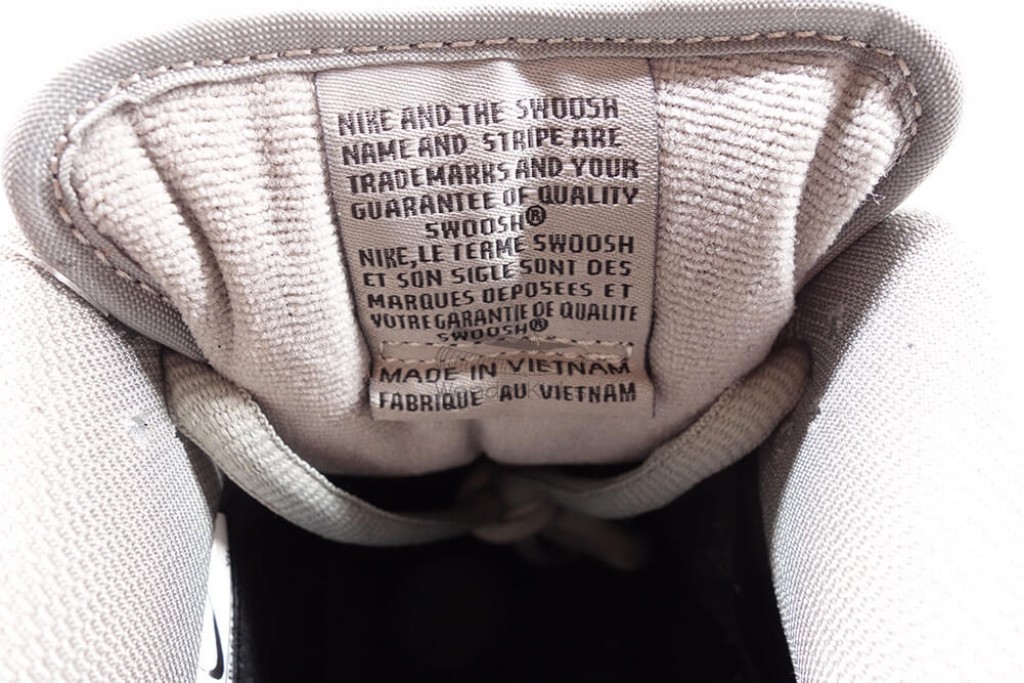 NIKE AND THE SWOOSH
NAME AND STRIPE ARE
TRADEMARKS AND YOUR
GUARANTEE OF QUALITY
SWOOSH®
NIKE, LE TERME SWOOSH
ET SON SIGLE SONT DES
MARQUES DEPOSEES ET
VOTRE GARANTIE DE QUALITE
SWOOSH®
MADE IN VIETNAM
FABRIQUE AU VIETNAM